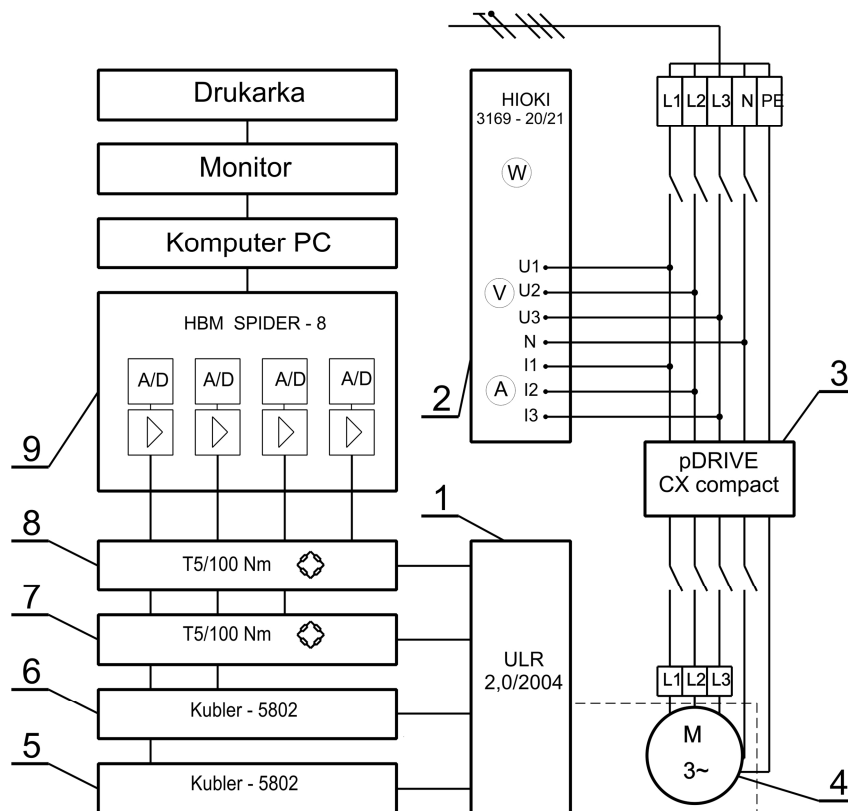 Drukarka
Monitor
Komputer PC
HBM SPIDER - 8
A/D A/D A/D A/D
9
8
T5/100 Nm
7
T5/100 Nm
6
Kubler - 5802
5
Kubler - 5802
HIOKI
3169 - 20/21
W
U1
V U2
U3
N
I1
A I2
I3
2
1
ULR
2,0/2004
L1 L2 L3 N PE
3
pDRIVE
CX compact
L1 L2 L3
M
3~
4